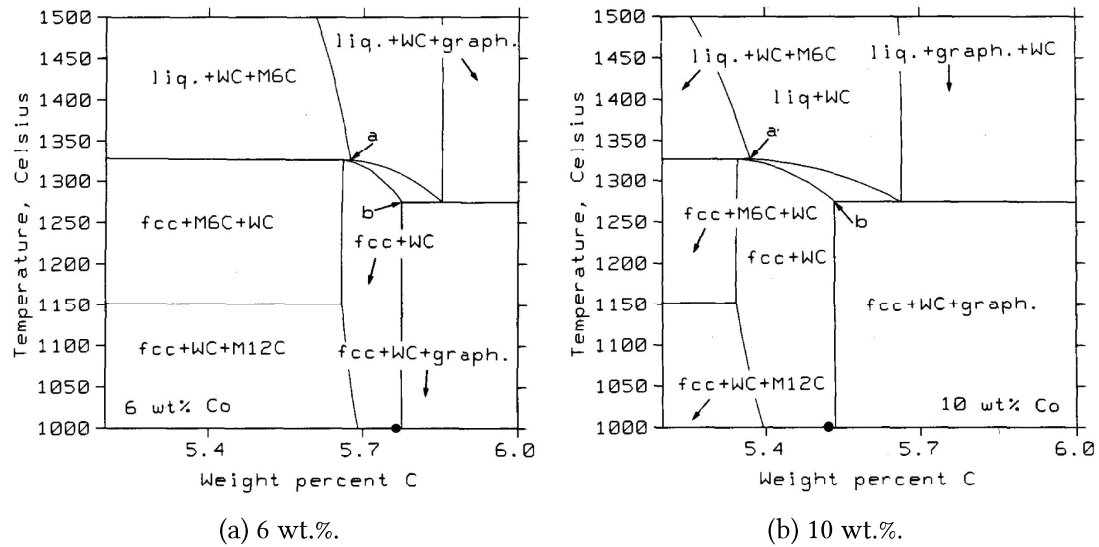 Temperature, Celsius
1500
1450
1400
1350
1300
1250
1200
1150
1100
1050
1000
liq.+WC+graph.
liq.+WC+M6C
a
b
fcc+M6C+WC
fcc+WC
fcc+WC+M12C
fcc+WC+graph.
6 wt% Co
5.4
5.7
6.0
Weight percent C
(a) 6 wt.%.
Temperature, Celsius
1500
1450
1400
1350
1300
1250
1200
1150
1100
1050
1000
liq.+WC+M6C
liq.+graph.+WC
liq+WC
a
b
fcc+M6C+WC
fcc+WC
fcc+WC+graph.
fcc+WC+M12C
10 wt% Co
5.4
5.7
6.0
Weight percent C
(b) 10 wt.%.